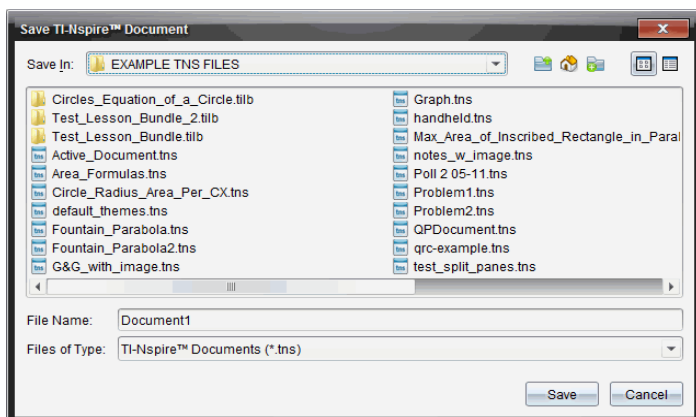 Save TI-Nspire™ Document
Save In: EXAMPLE TNS FILES
Circles_Equation_of_a_Circle.tilb
Test_Lesson_Bundle_2.tilb
Test_Lesson_Bundle.tilb
Active_Document.tns
Area_Formulas.tns
Circle_Radius_Area_Per_CX.tns
default_themes.tns
Fountain_Parabola.tns
Fountain_Parabola2.tns
G&G_with_image.tns
Graph.tns
handheld.tns
Max_Area_of_Inscribed_Rectangle_in_Paral
notes_w_image.tns
Poll 2 05-11.tns
Problem1.tns
Problem2.tns
QPDocument.tns
qrc-example.tns
test_split_panes.tns
File Name: Document1
Files of Type: TI-Nspire™ Documents (*.tns)
Save Cancel